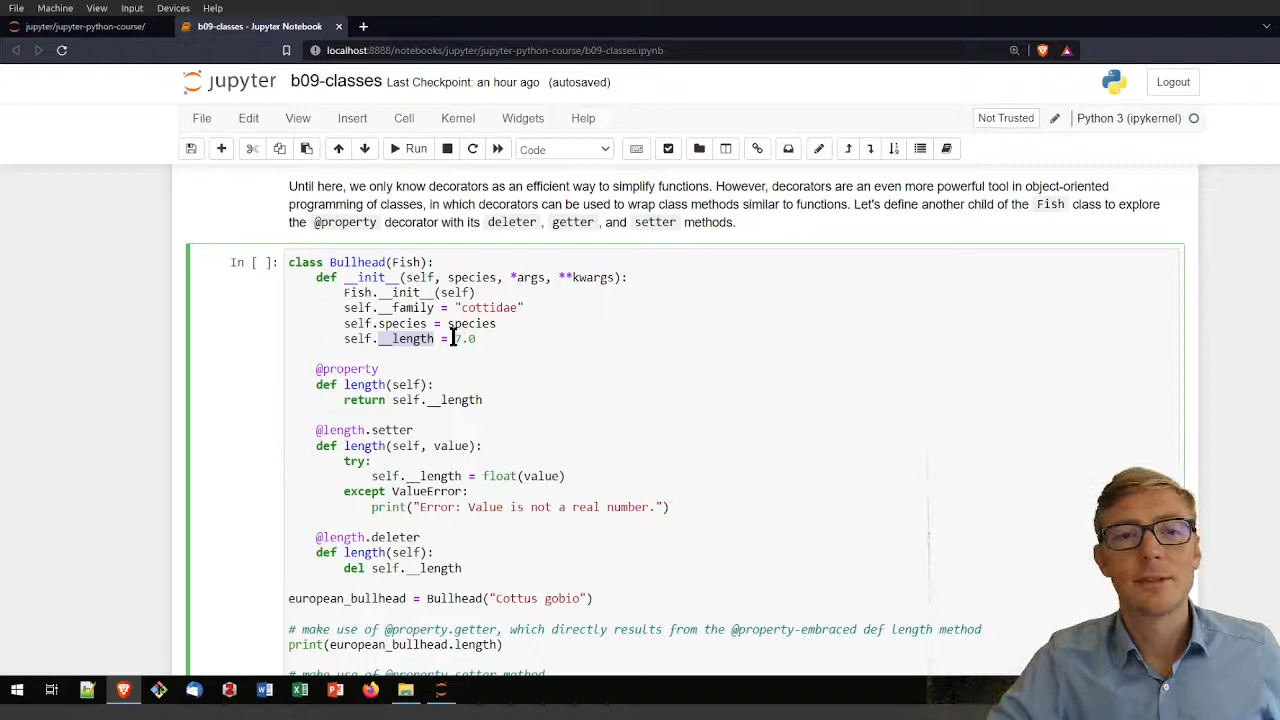 File Machine View Input Devices Help
jupyter/jupyter-python-course/ b09-classes - Jupyter Notebook
localhost:8888/notebooks/jupyter/jupyter-python-course/b09-classes.ipynb
jupyter b09-classes Last Checkpoint: an hour ago (autosaved) Logout
File Edit View Insert Cell Kernel Widgets Help Not Trusted Python 3 (ipykernel)
Run Code
Until here, we only know decorators as an efficient way to simplify functions. However, decorators are an even more powerful tool in object-oriented
programming of classes, in which decorators can be used to wrap class methods similar to functions. Let's define another child of the Fish class to explore
the @property decorator with its deleter, getter, and setter methods.
In [ ]: class Bullhead(Fish):
def __init__(self, species, *args, **kwargs):
Fish.__init__(self)
self.__family = "cottidae"
self.species = species
self.__length = 7.0
@property
def length(self):
return self.__length
@length.setter
def length(self, value):
try:
self.__length = float(value)
except ValueError:
print("Error: Value is not a real number.")
@length.deleter
def length(self):
del self.__length
european_bullhead = Bullhead("Cottus gobio")
# make use of @property.getter, which directly results from the @property-embraced def length method
print(european_bullhead.length)
# make use of @property.setter method